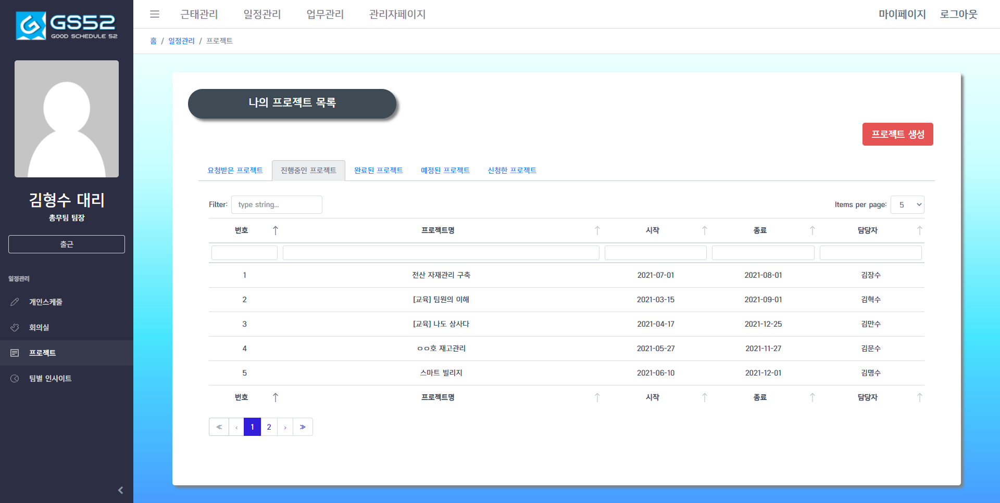 GS52
GOOD SCHEDULE 52
김형수 대리
총무팀 팀장
출근
일정관리
개인스케줄
회의실
프로젝트
팀별 인사이트
근태관리 일정관리 업무관리 관리자페이지 마이페이지 로그아웃
홈 / 일정관리 / 프로젝트
나의 프로젝트 목록
프로젝트 생성
요청받은 프로젝트 진행중인 프로젝트 완료된 프로젝트 예정된 프로젝트 신청한 프로젝트
Filter: type string... Items per page: 5
번호 프로젝트명 시작 종료 담당자
1 전산 자재관리 구축 2021-07-01 2021-08-01 김장수
2 [교육] 팀원의 이해 2021-03-15 2021-09-01 김혁수
3 [교육] 나도 상사다 2021-04-17 2021-12-25 김만수
4 ㅇㅇ호 재고관리 2021-05-27 2021-11-27 김문수
5 스마트 빌리지 2021-06-10 2021-12-01 김명수
번호 프로젝트명 시작 종료 담당자
≪ ‹ 1 2 › ≫